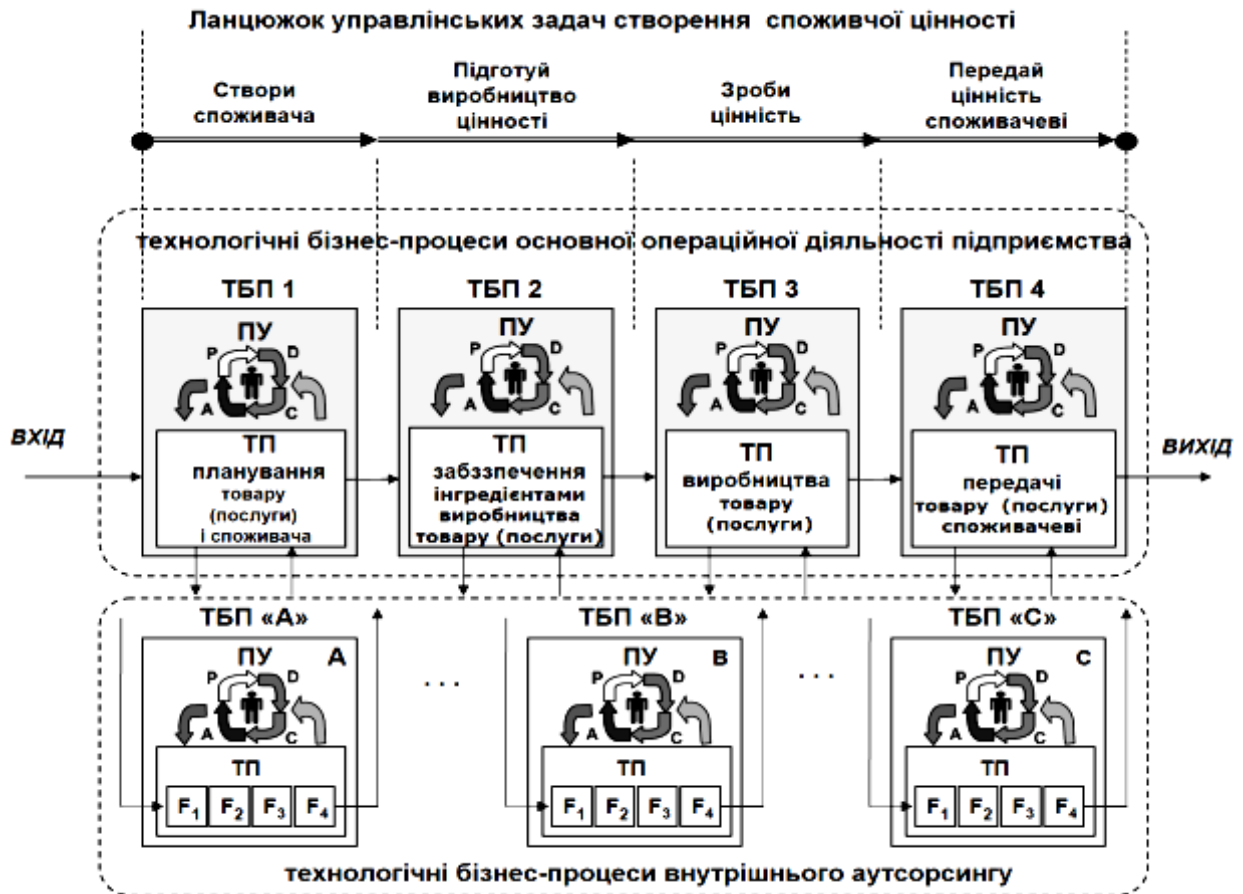 Ланцюжок управлінських задач створення споживчої цінності
Створи
споживача
Підготуй
виробництво
цінності
Зроби
цінність
Передай
цінність
споживачеві
технологічні бізнес-процеси основної операційної діяльності підприємства
ТБП 1
ТБП 2
ТБП 3
ТБП 4
ПУ
P
D
A
C
ПУ
P
D
A
C
ПУ
P
D
A
C
ПУ
P
D
A
C
ВХІД
ВИХІД
ТП
планування
товару
(послуги)
і споживача
ТП
забззпечення
інгредієнтами
виробництва
товару (послуги)
ТП
виробництва
товару
(послуги)
ТП
передачі
товару (послуги)
споживачеві
ТБП «А»
ТБП «В»
ТБП «С»
ПУ
A
P
D
A
C
ТП
F1 F2 F3 F4
. . .
ПУ
B
P
D
A
C
ТП
F1 F2 F3 F4
. . .
ПУ
C
P
D
A
C
ТП
F1 F2 F3 F4
технологічні бізнес-процеси внутрішнього аутсорсингу